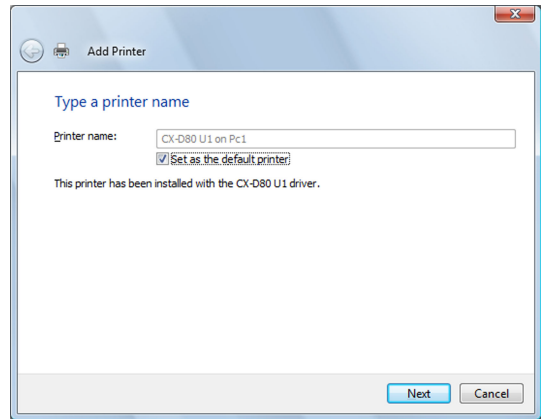 Add Printer
Type a printer name
Printer name:
CX-D80 U1 on Pc1
Set as the default printer
This printer has been installed with the CX-D80 U1 driver.
Next
Cancel